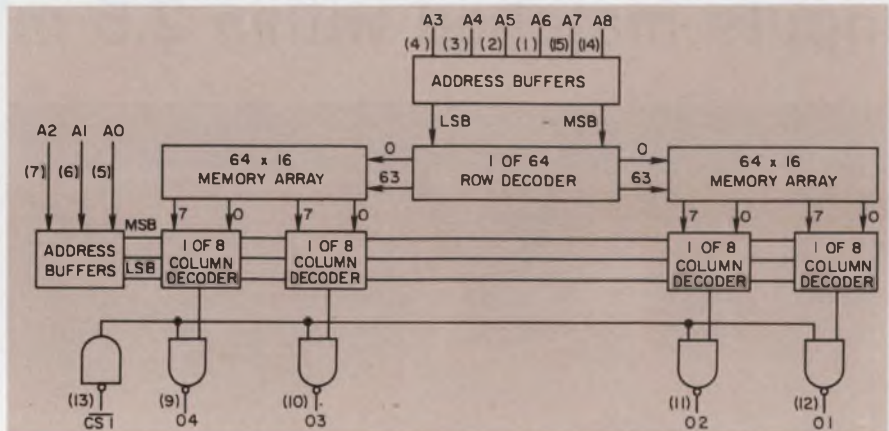 A3 A4 A5 A6 A7 A8
(4) (3) (2) (1) (15) (14)
ADDRESS BUFFERS
LSB MSB
A2 A1 A0
(7) (6) (5)
64 x 16
MEMORY ARRAY
0
63
1 OF 64
ROW DECODER
0
63
64 x 16
MEMORY ARRAY
7 0 7 0 7 0 7 0
MSB
LSB
ADDRESS
BUFFERS
1 OF 8
COLUMN
DECODER
1 OF 8
COLUMN
DECODER
1 OF 8
COLUMN
DECODER
1 OF 8
COLUMN
DECODER
(13) (9) (10) (11) (12)
CS1 04 03 02 01